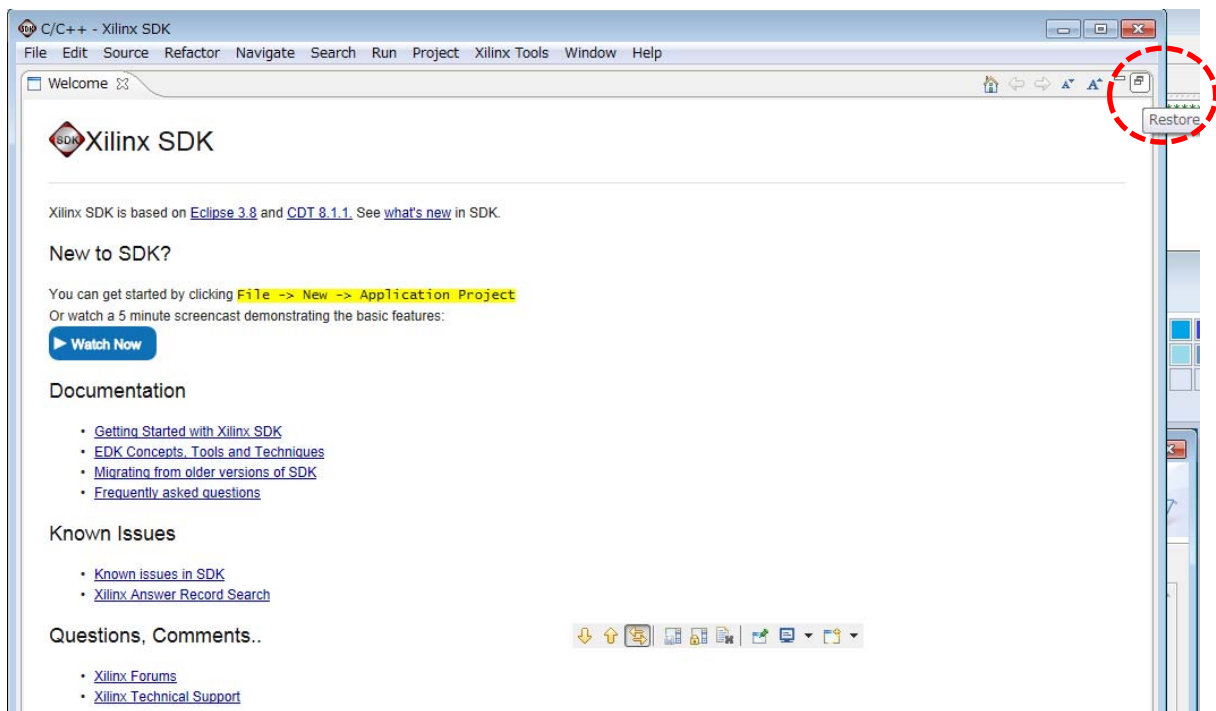 C/C++ - Xilinx SDK
File Edit Source Refactor Navigate Search Run Project Xilinx Tools Window Help
Welcome
Restore
SDK Xilinx SDK
Xilinx SDK is based on Eclipse 3.8 and CDT 8.1.1. See what's new in SDK.
New to SDK?
You can get started by clicking File -> New -> Application Project
Or watch a 5 minute screencast demonstrating the basic features:
Watch Now
Documentation
• Getting Started with Xilinx SDK
• EDK Concepts, Tools and Techniques
• Migrating from older versions of SDK
• Frequently asked questions
Known Issues
• Known issues in SDK
• Xilinx Answer Record Search
Questions, Comments..
• Xilinx Forums
• Xilinx Technical Support